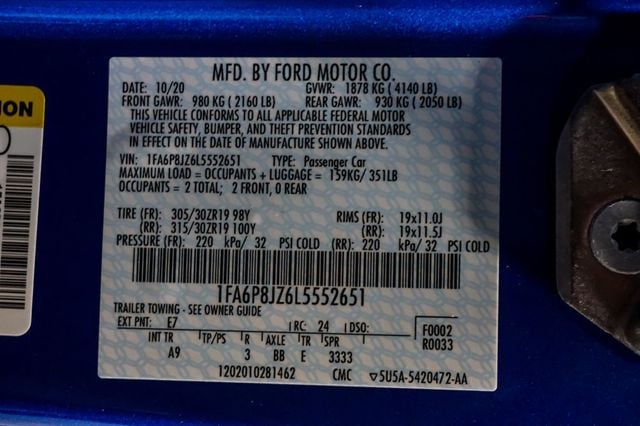 MFD. BY FORD MOTOR CO.
DATE: 10/20 GVWR: 1878 KG ( 4140 LB)
FRONT GAWR: 980 KG ( 2160 LB) REAR GAWR: 930 KG ( 2050 LB)
THIS VEHICLE CONFORMS TO ALL APPLICABLE FEDERAL MOTOR
VEHICLE SAFETY, BUMPER, AND THEFT PREVENTION STANDARDS
IN EFFECT ON THE DATE OF MANUFACTURE SHOWN ABOVE.
VIN: 1FA6P8JZ6L5552651 TYPE: Passenger Car
MAXIMUM LOAD = OCCUPANTS + LUGGAGE = 159KG/ 351LB
OCCUPANTS = 2 TOTAL; 2 FRONT, 0 REAR
TIRE (FR): 305/30ZR19 98Y RIMS (FR): 19x11.0J
(RR): 315/30ZR19 100Y (RR): 19x11.5J
PRESSURE (FR): 220 kPa/ 32 PSI COLD (RR): 220 kPa/ 32 PSI COLD
1FA6P8JZ6L5552651
TRAILER TOWING - SEE OWNER GUIDE
EXT PNT: E7 RC: 24 DSO: F0002
INT TR TP/PS R AXLE TR SPR R0033
A9 3 BB E 3333
1202010281462 CMC ▽5U5A-5420472-AA